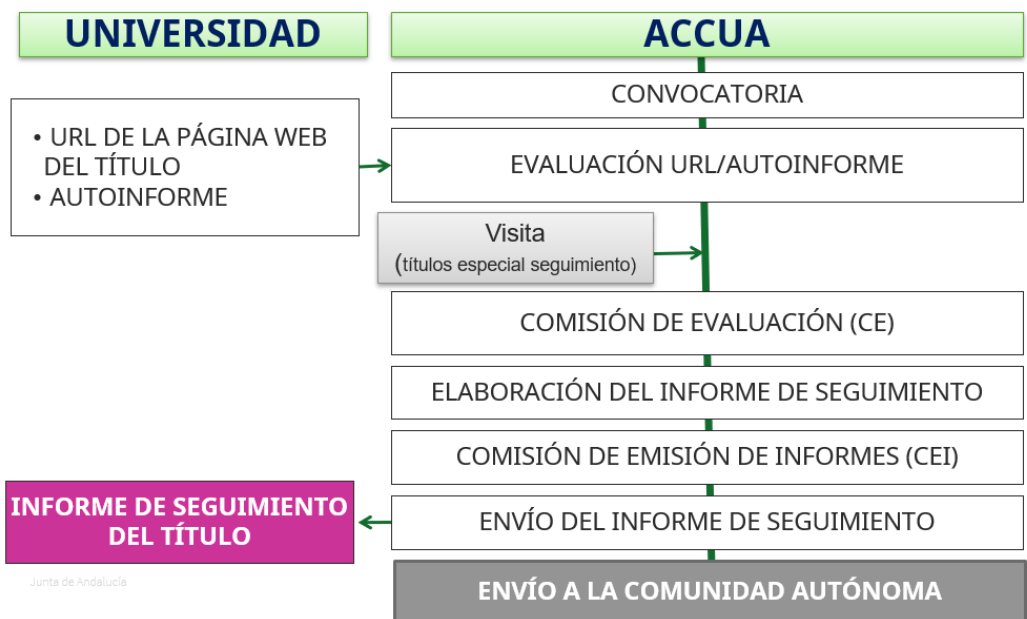 UNIVERSIDAD
ACCUA
CONVOCATORIA
• URL DE LA PÁGINA WEB
DEL TÍTULO
• AUTOINFORME
EVALUACIÓN URL/AUTOINFORME
Visita
(títulos especial seguimiento)
COMISIÓN DE EVALUACIÓN (CE)
ELABORACIÓN DEL INFORME DE SEGUIMIENTO
COMISIÓN DE EMISIÓN DE INFORMES (CEI)
INFORME DE SEGUIMIENTO
DEL TÍTULO
ENVÍO DEL INFORME DE SEGUIMIENTO
Junta de Andalucía
ENVÍO A LA COMUNIDAD AUTÓNOMA